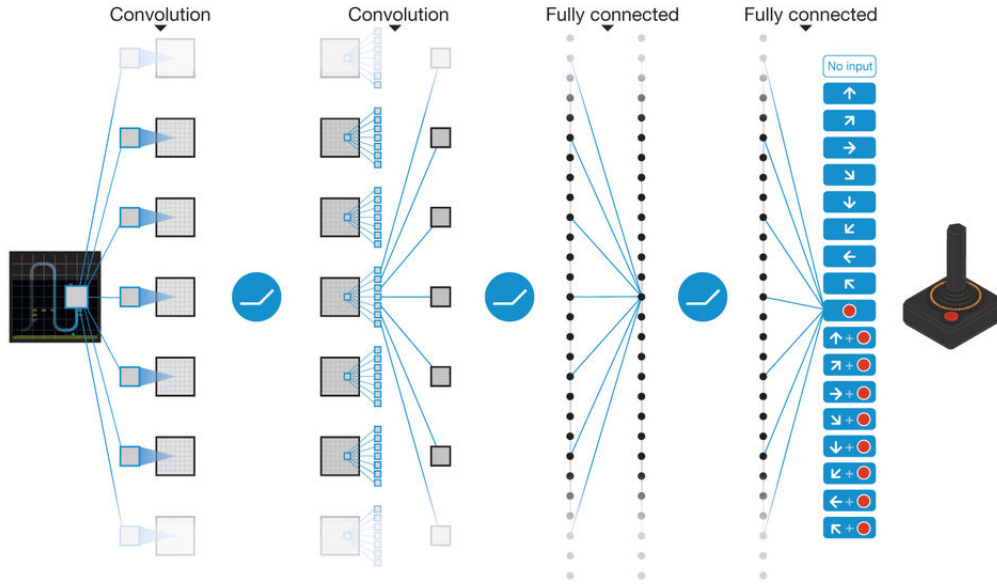 Convolution
Convolution
Fully connected
Fully connected
No input
+
+
+
+
+
+
+
+